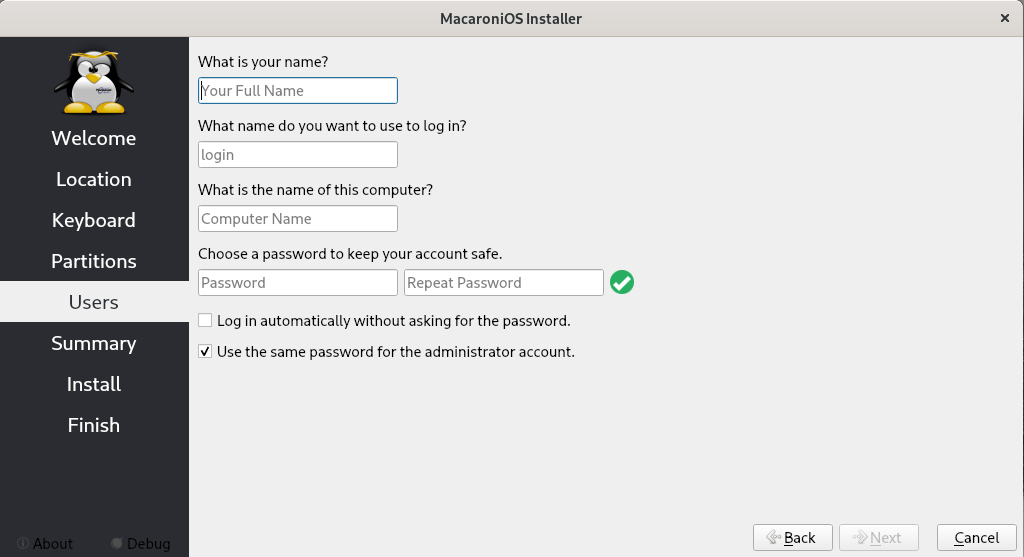 MacaroniOS Installer
×
Welcome
Location
Keyboard
Partitions
Users
Summary
Install
Finish
About
Debug
What is your name?
Your Full Name
What name do you want to use to log in?
login
What is the name of this computer?
Computer Name
Choose a password to keep your account safe.
Password Repeat Password
Log in automatically without asking for the password.
Use the same password for the administrator account.
Back Next Cancel